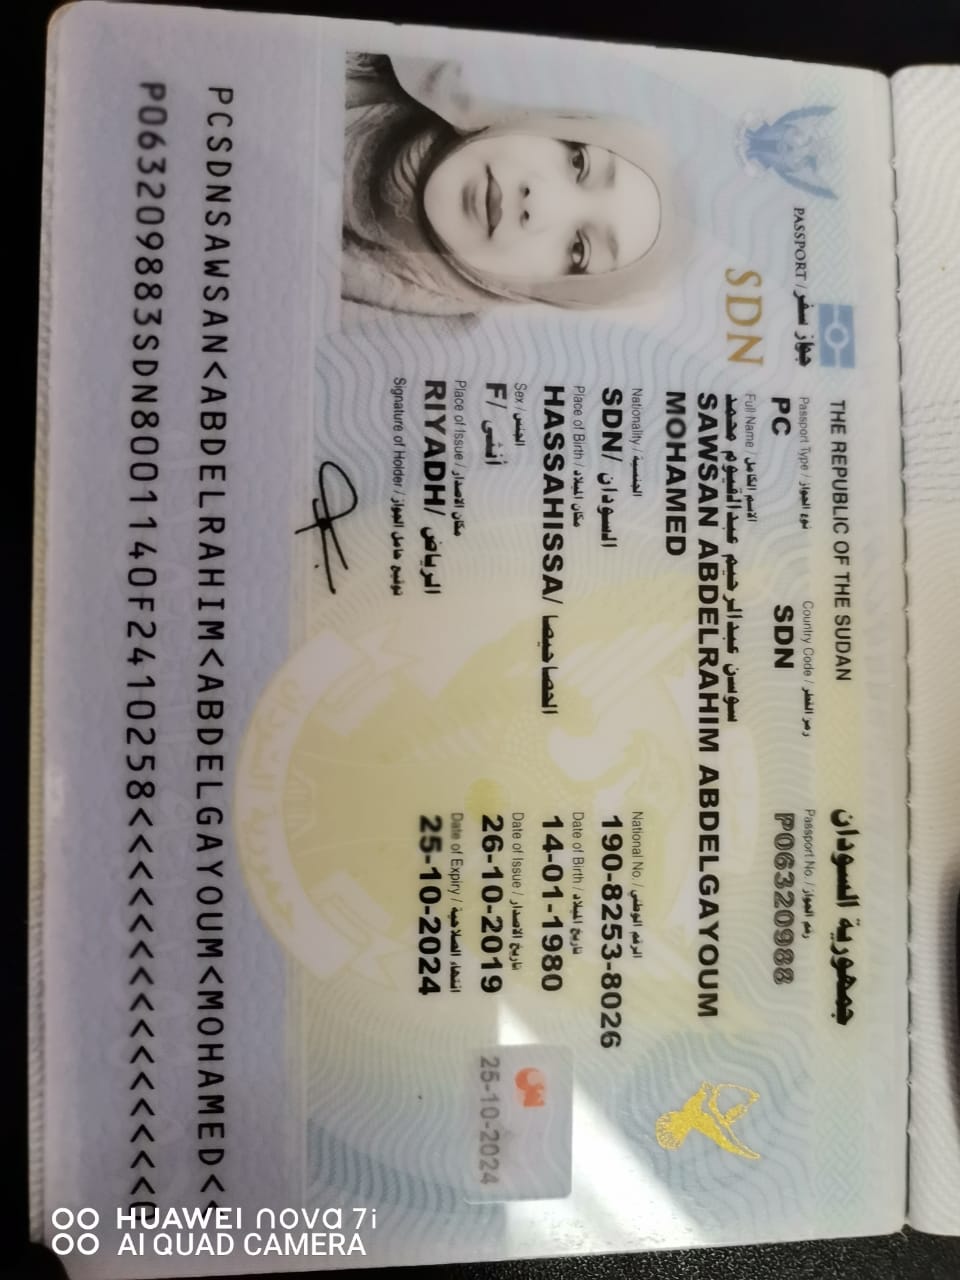 THE REPUBLIC OF THE SUDAN جمهورية السودان
PASSPORT / جواز سفر
SDN
Passport Type / نوع الجواز
PC
Country Code / رمز القطر
SDN
Passport No. / رقم الجواز
P06320988
Full Name / الاسم الكامل
سوسن عبدالرحيم عبدالقيوم محمد
SAWSAN ABDELRAHIM ABDELGAYOUM
MOHAMED
Nationality / الجنسية
SDN/ السودان
National No. / الرقم الوطني
190-8253-8026
Place of Birth / مكان الميلاد
HASSAHISSA/ الحصاحيصا
Date of Birth / تاريخ الميلاد
14-01-1980
Sex / الجنس
F/ أنثى
Date of Issue / تاريخ الاصدار
26-10-2019
Place of Issue / مكان الاصدار
RIYADH/ الرياض
Date of Expiry / انتهاء الصلاحية
25-10-2024
Signature of Holder / توقيع حامل الجواز
25-10-2024
PCSDNSAWSAN<ABDELRAHIM<ABDELGAYOUM<MOHAMED<<
P063209883SDN8001140F2410258<<<<<<<<<<<<<<
HUAWEI nova 7i
AI QUAD CAMERA